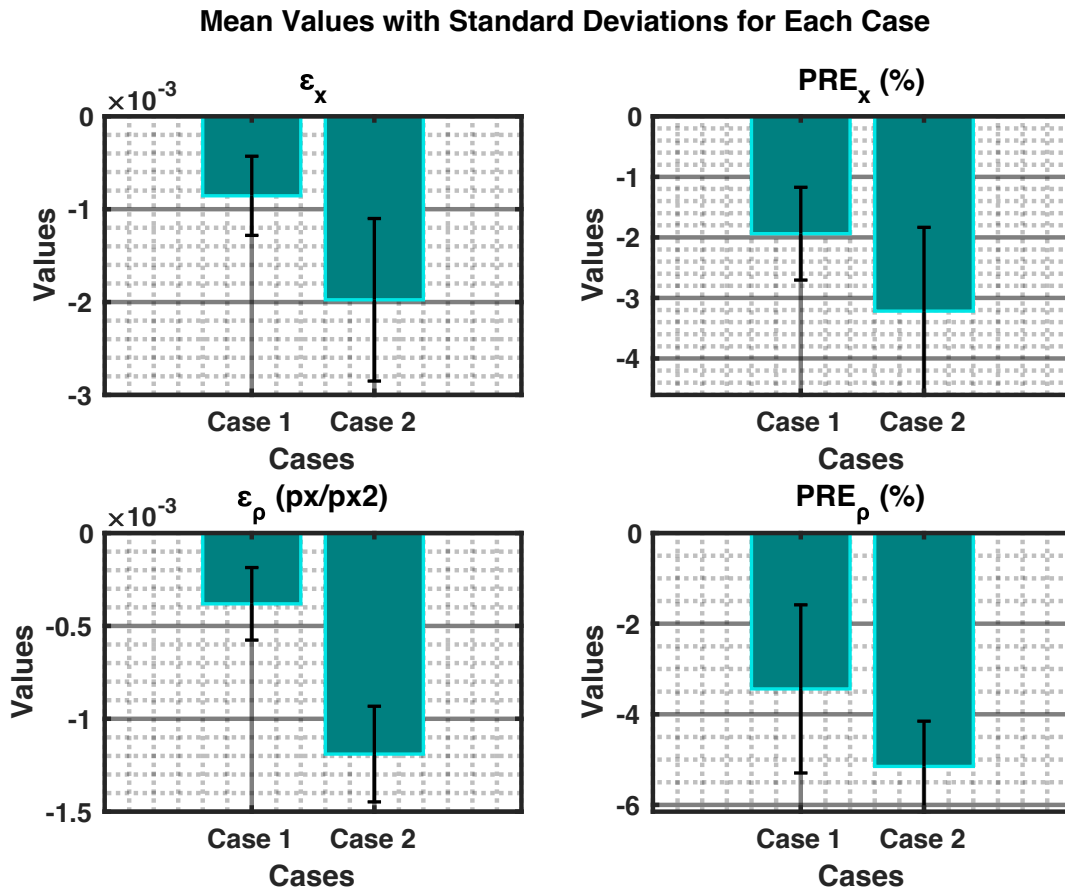 Mean Values with Standard Deviations for Each Case
×10⁻³
εₓ
0
-1
-2
-3
Values
Case 1 Case 2
Cases
PREₓ (%)
0
-1
-2
-3
-4
Values
Case 1 Case 2
Cases
×10⁻³
ερ (px/px2)
0
-0.5
-1
-1.5
Values
Case 1 Case 2
Cases
PREρ (%)
0
-2
-4
-6
Values
Case 1 Case 2
Cases